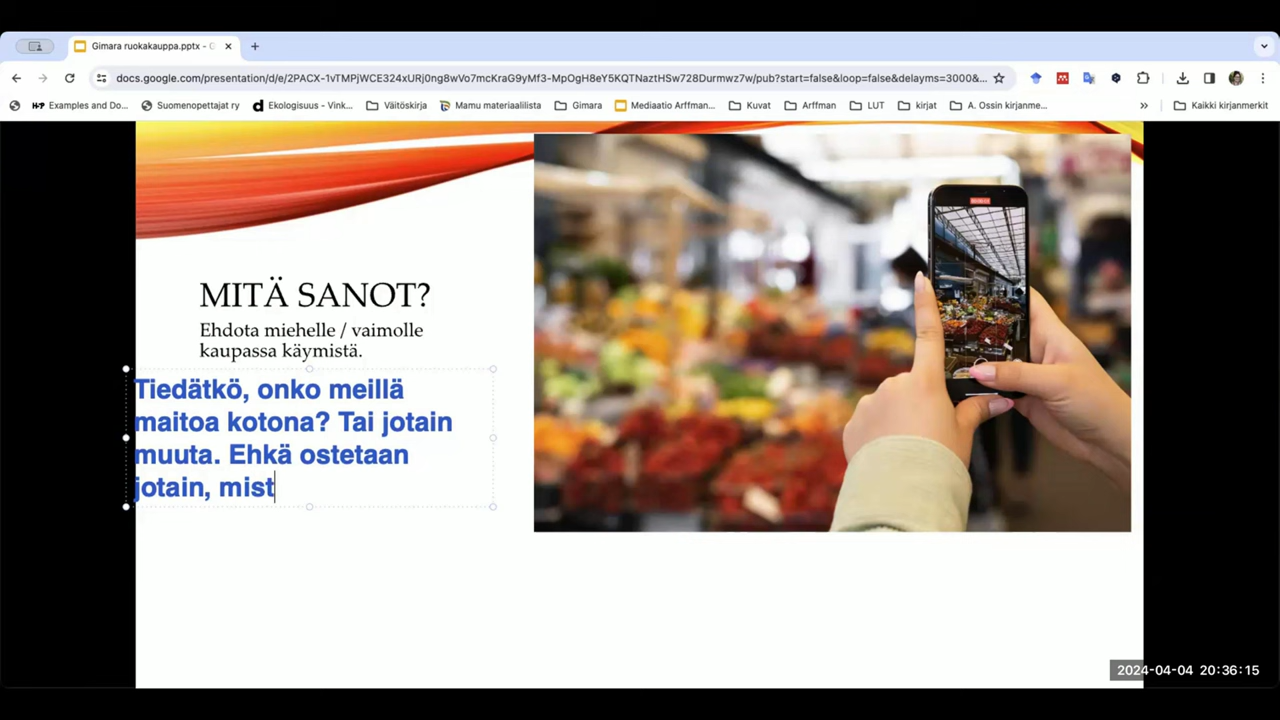 Gimara ruokakauppa.pptx - G
docs.google.com/presentation/d/e/2PACX-1vTMPjWCE324xURj0ng8wVo7mcKraG9yMf3-MpOgH8eY5KQTNaztHSw728Durmwz7w/pub?start=false&loop=false&delayms=3000&...
Examples and Do... Suomenopettajat ry Ekologisuus - Vink... Väitöskirja Mamu materiaalilista Gimara Mediaatio Arffman... Kuvat Arffman LUT kirjat A. Ossin kirjanme... » Kaikki kirjanmerkit
MITÄ SANOT?
Ehdota miehelle / vaimolle
kaupassa käymistä.
Tiedätkö, onko meillä
maitoa kotona? Tai jotain
muuta. Ehkä ostetaan
jotain, mist
2024-04-04 20:36:15